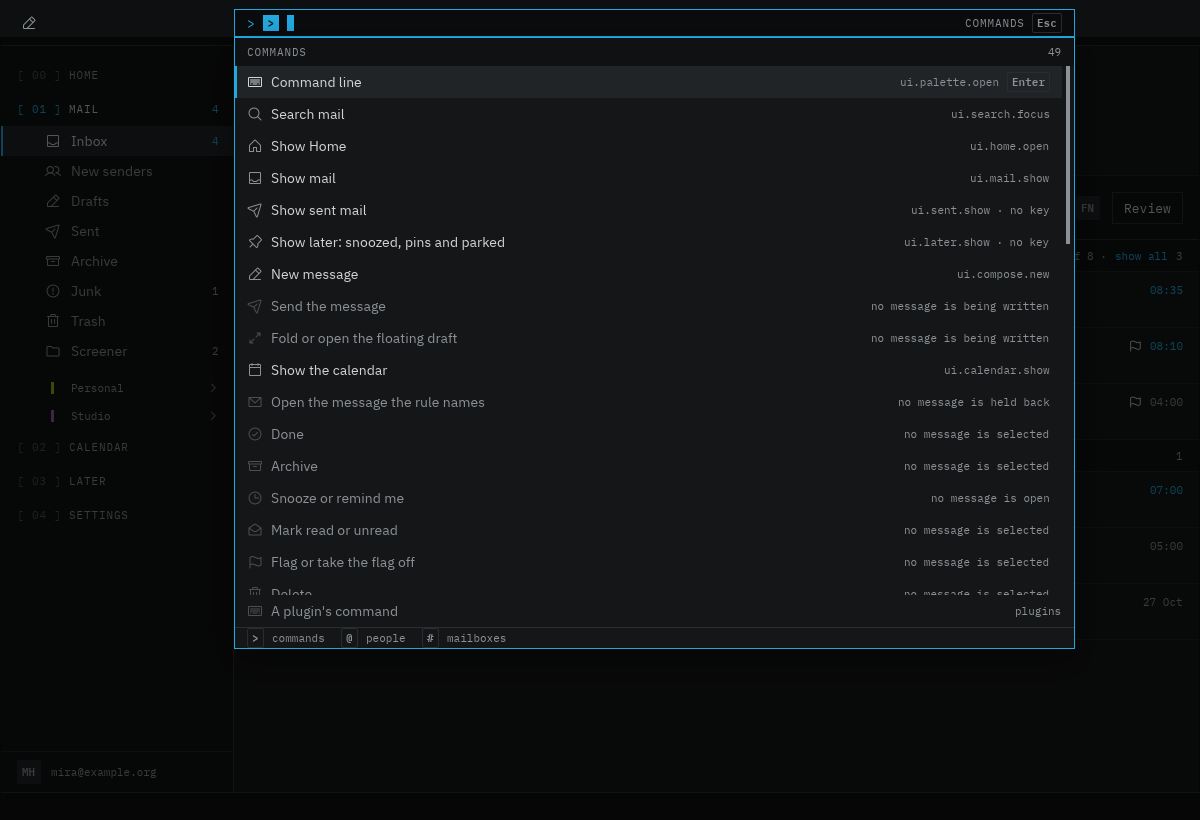 > > COMMANDS Esc
COMMANDS 49
Command line ui.palette.open Enter
Search mail ui.search.focus
Show Home ui.home.open
Show mail ui.mail.show
Show sent mail ui.sent.show · no key
Show later: snoozed, pins and parked ui.later.show · no key
New message ui.compose.new
Send the message no message is being written
Fold or open the floating draft no message is being written
Show the calendar ui.calendar.show
Open the message the rule names no message is held back
Done no message is selected
Archive no message is selected
Snooze or remind me no message is open
Mark read or unread no message is selected
Flag or take the flag off no message is selected
Delete no message is selected
A plugin's command plugins
> commands @ people # mailboxes
[ 00 ] HOME
[ 01 ] MAIL 4
Inbox 4
New senders
Drafts
Sent
Archive
Junk 1
Trash
Screener 2
Personal
Studio
[ 02 ] CALENDAR
[ 03 ] LATER
[ 04 ] SETTINGS
MH mira@example.org
FN Review
f 8 · show all 3
08:35
08:10
04:00
1
07:00
05:00
27 Oct